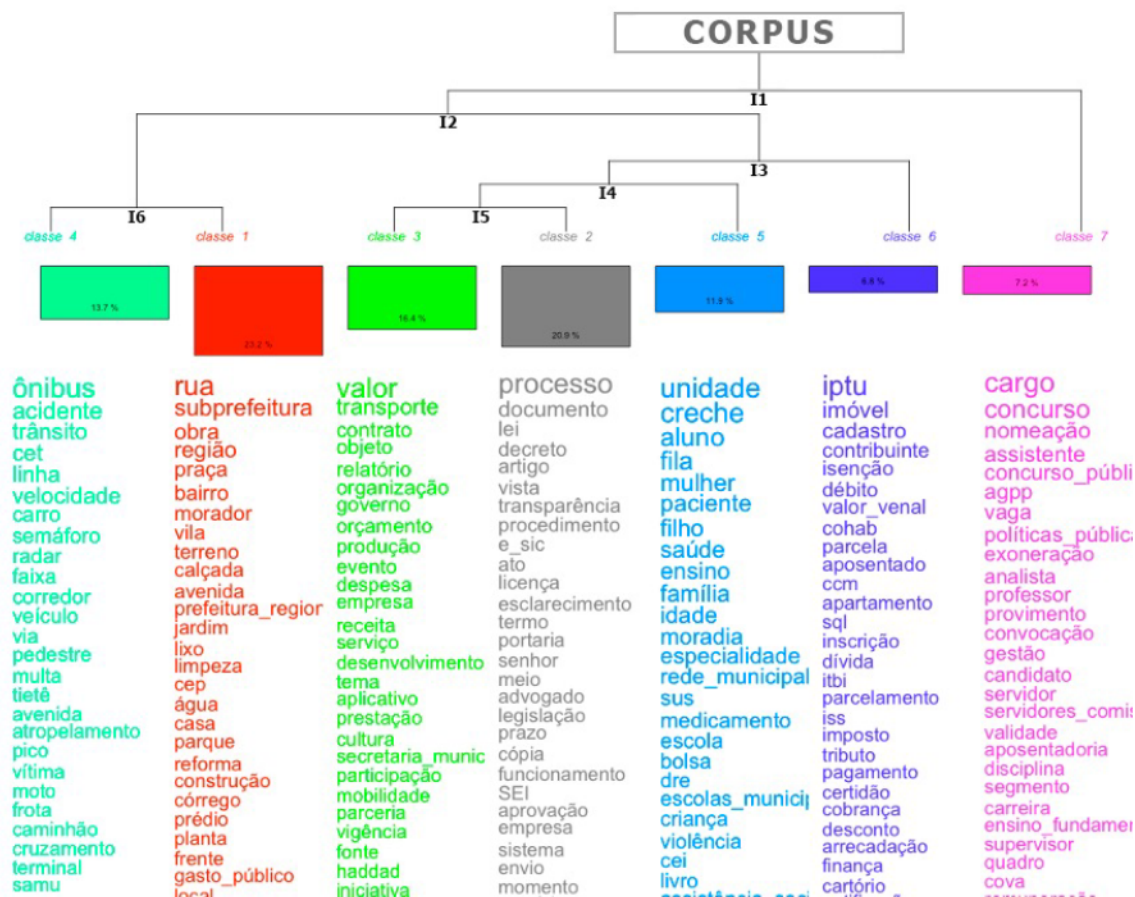 CORPUS
I1
I2
I3
I4
I6
I5
classe 4
classe 1
classe 3
classe 2
classe 5
classe 6
classe 7
13.7 %
23.2 %
16.4 %
20.9 %
11.9 %
6.8 %
7.2 %
ônibus
acidente
trânsito
cet
linha
velocidade
carro
semáforo
radar
faixa
corredor
veículo
via
pedestre
multa
tietê
avenida
atropelamento
pico
vítima
moto
frota
caminhão
cruzamento
terminal
samu
rua
subprefeitura
obra
região
praça
bairro
morador
vila
terreno
calçada
avenida
prefeitura_region
jardim
lixo
limpeza
cep
água
casa
parque
reforma
construção
córrego
prédio
planta
frente
gasto_público
local
valor
transporte
contrato
objeto
relatório
organização
governo
orçamento
produção
evento
despesa
empresa
receita
serviço
desenvolvimento
tema
aplicativo
prestação
cultura
secretaria_munic
participação
mobilidade
parceria
vigência
fonte
haddad
iniciativa
processo
documento
lei
decreto
artigo
vista
transparência
procedimento
e_sic
ato
licença
esclarecimento
termo
portaria
senhor
meio
advogado
legislação
prazo
cópia
funcionamento
SEI
aprovação
empresa
sistema
envio
momento
unidade
creche
aluno
fila
mulher
paciente
filho
saúde
ensino
família
idade
moradia
especialidade
rede_municipal
sus
medicamento
escola
bolsa
dre
escolas_municip
criança
violência
cei
livro
iptu
imóvel
cadastro
contribuinte
isenção
débito
valor_venal
cohab
parcela
aposentado
ccm
apartamento
sql
inscrição
dívida
itbi
parcelamento
iss
imposto
tributo
pagamento
certidão
cobrança
desconto
arrecadação
finança
cartório
cargo
concurso
nomeação
assistente
concurso_públi
agpp
vaga
políticas_pública
exoneração
analista
professor
provimento
convocação
gestão
candidato
servidor
servidores_comis
validade
aposentadoria
disciplina
segmento
carreira
ensino_fundamen
supervisor
quadro
cova